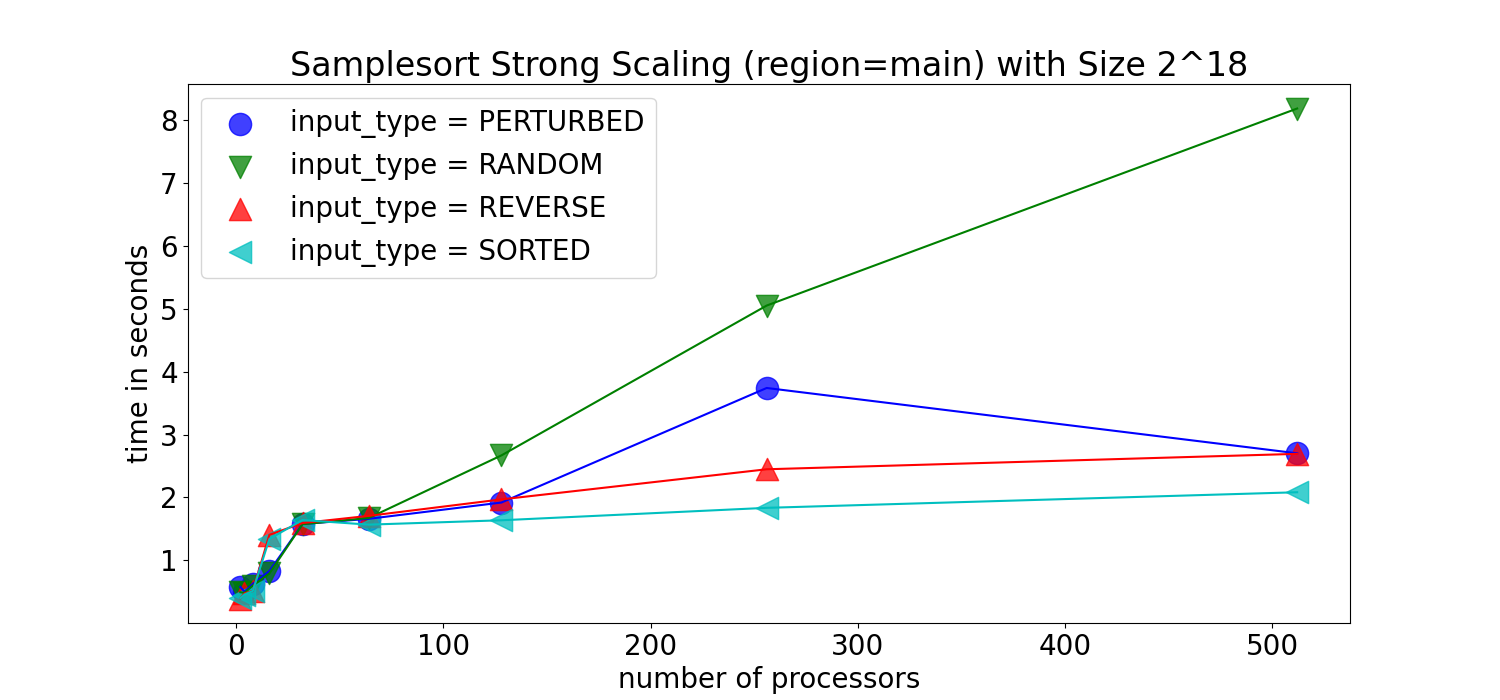 Samplesort Strong Scaling (region=main) with Size 2^18
input_type = PERTURBED
input_type = RANDOM
input_type = REVERSE
input_type = SORTED
time in seconds
8
7
6
5
4
3
2
1
0 100 200 300 400 500
number of processors